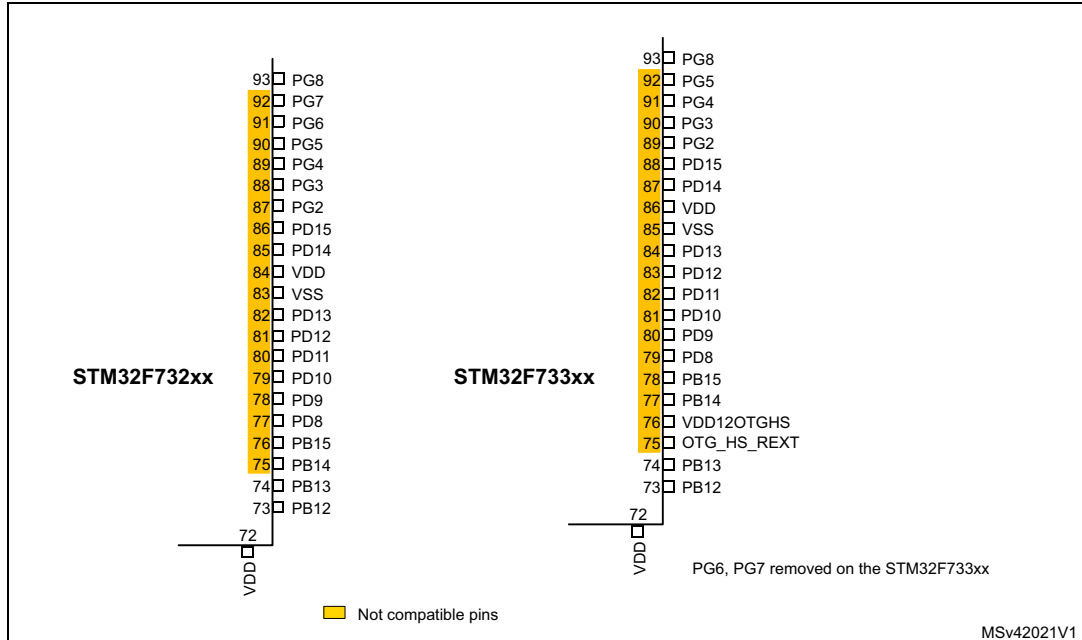 93 PG8
92 PG7
91 PG6
90 PG5
89 PG4
88 PG3
87 PG2
86 PD15
85 PD14
84 VDD
83 VSS
82 PD13
81 PD12
80 PD11
79 PD10
78 PD9
77 PD8
76 PB15
75 PB14
74 PB13
73 PB12
72
VDD
STM32F732xx
93 PG8
92 PG5
91 PG4
90 PG3
89 PG2
88 PD15
87 PD14
86 VDD
85 VSS
84 PD13
83 PD12
82 PD11
81 PD10
80 PD9
79 PD8
78 PB15
77 PB14
76 VDD12OTGHS
75 OTG_HS_REXT
74 PB13
73 PB12
72
VDD
STM32F733xx
PG6, PG7 removed on the STM32F733xx
Not compatible pins
MSv42021V1